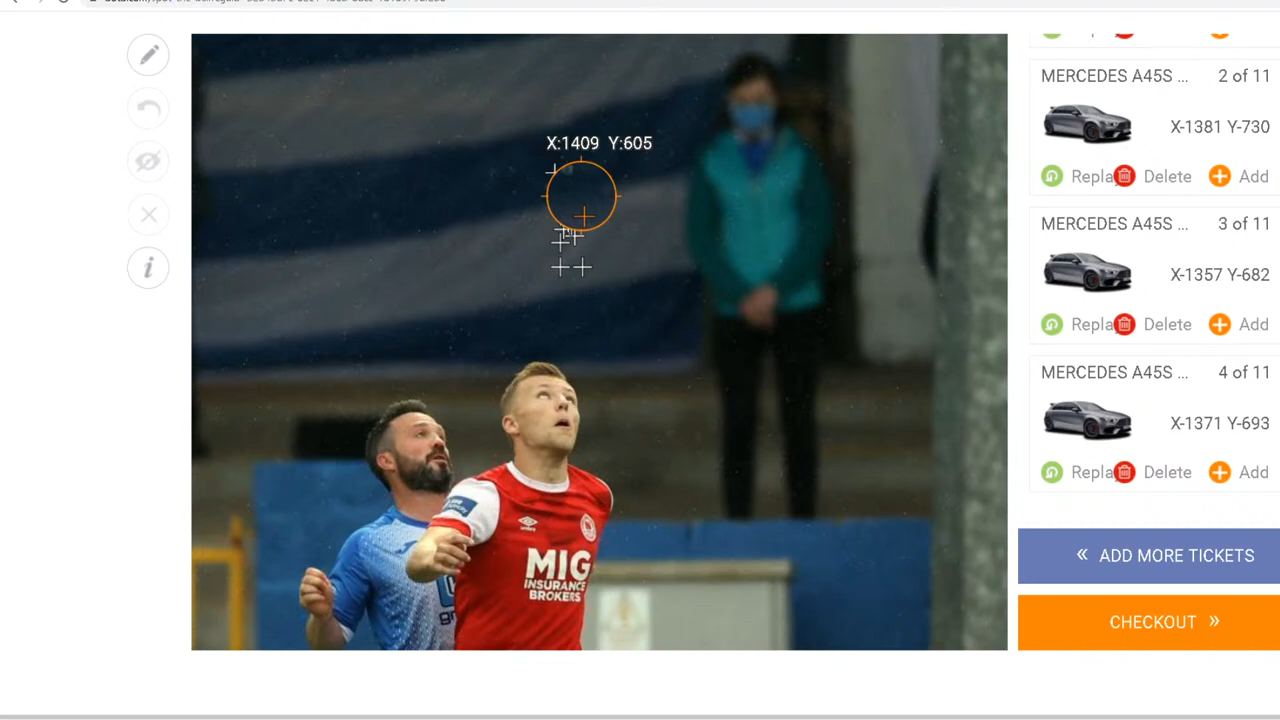 MERCEDES A45S ... 2 of 11
X:1409 Y:605
X-1381 Y-730
Repla Delete Add
MERCEDES A45S ... 3 of 11
X-1357 Y-682
Repla Delete Add
MERCEDES A45S ... 4 of 11
X-1371 Y-693
Repla Delete Add
MIG
INSURANCE
BROKERS
« ADD MORE TICKETS
CHECKOUT »